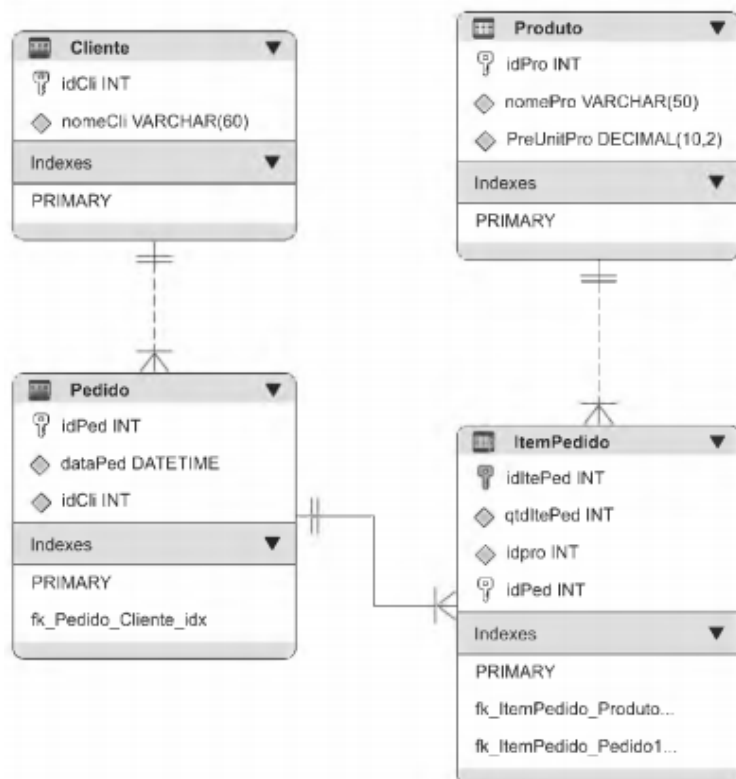 Cliente
idCli INT
nomeCli VARCHAR(60)
Indexes
PRIMARY
Produto
idPro INT
nomePro VARCHAR(50)
PreUnitPro DECIMAL(10,2)
Indexes
PRIMARY
Pedido
idPed INT
dataPed DATETIME
idCli INT
Indexes
PRIMARY
fk_Pedido_Cliente_idx
ItemPedido
idItePed INT
qtdItePed INT
idpro INT
idPed INT
Indexes
PRIMARY
fk_ItemPedido_Produto...
fk_ItemPedido_Pedido1...